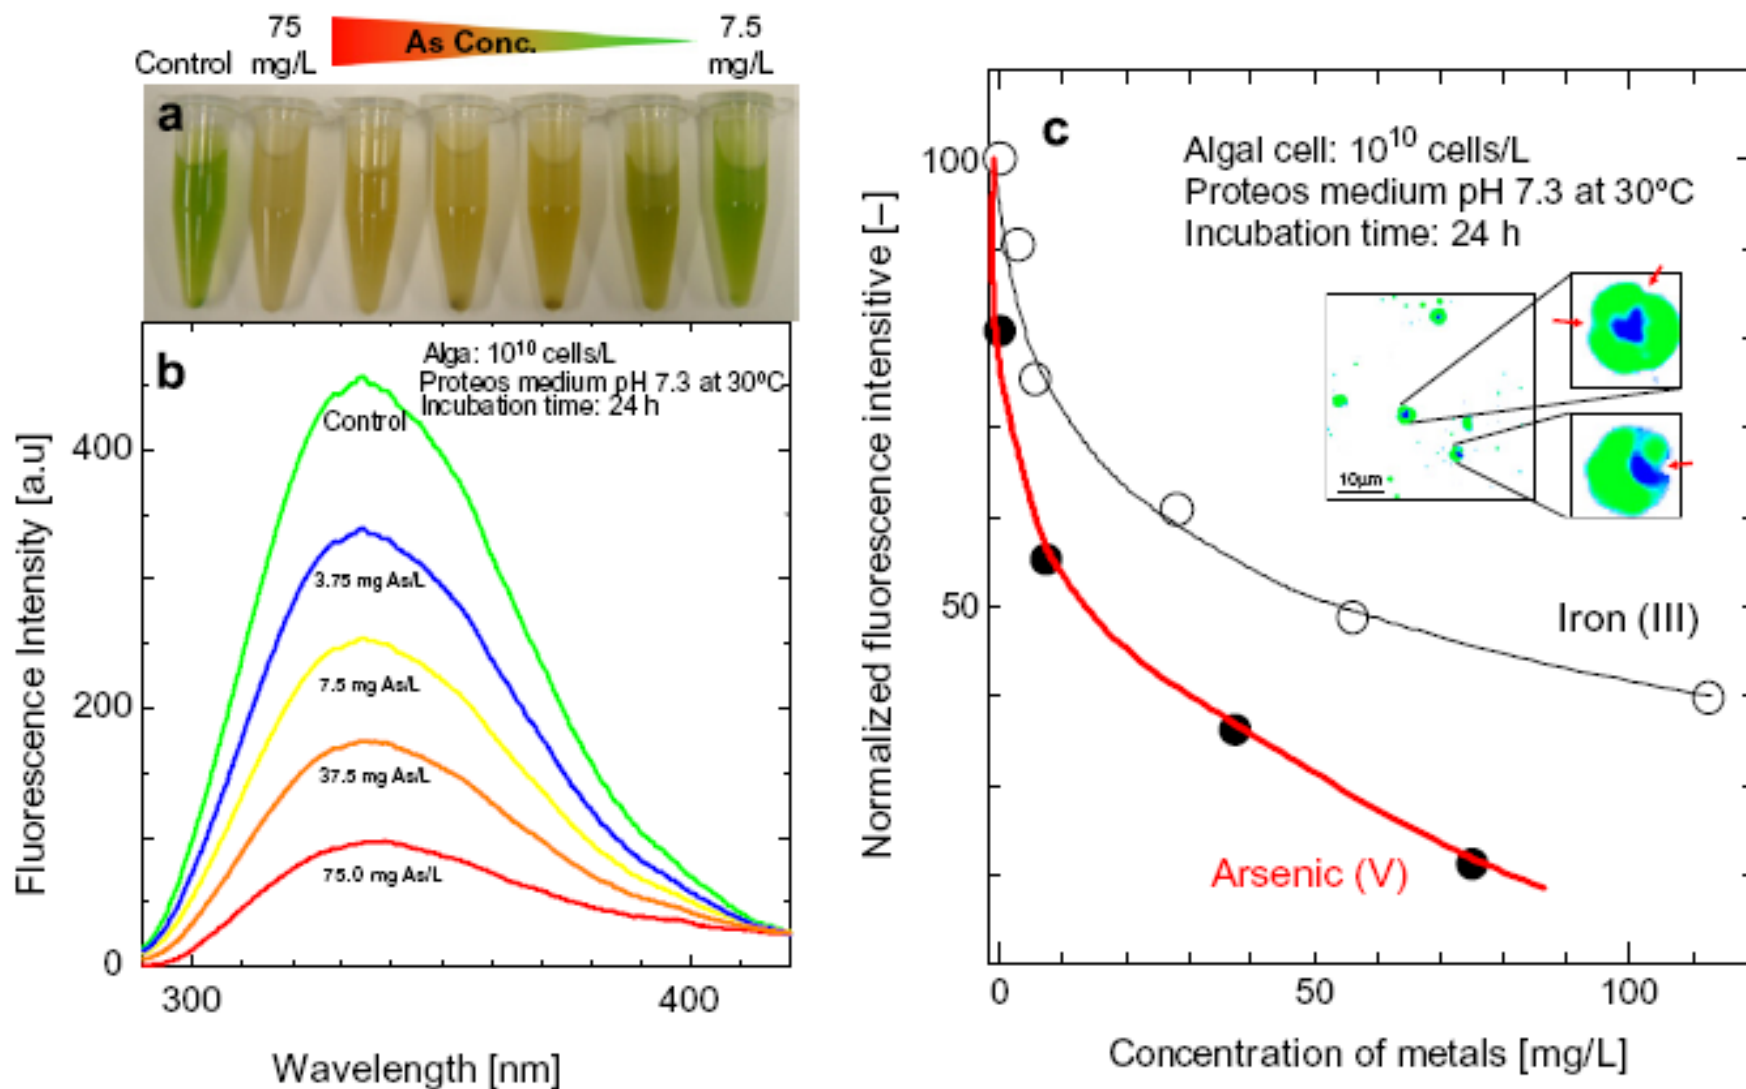 75
As Conc.
7.5
Control
mg/L
mg/L
a
b
Alga: 10¹⁰ cells/L
Proteos medium pH 7.3 at 30ºC
Incubation time: 24 h
Control
3.75 mg As/L
7.5 mg As/L
37.5 mg As/L
75.0 mg As/L
Fluorescence Intensity [a.u]
400
200
0
300
400
Wavelength [nm]
c
Algal cell: 10¹⁰ cells/L
Proteos medium pH 7.3 at 30ºC
Incubation time: 24 h
10μm
Iron (III)
Arsenic (V)
Normalized fluorescence intensitive [–]
100
50
0
50
100
Concentration of metals [mg/L]